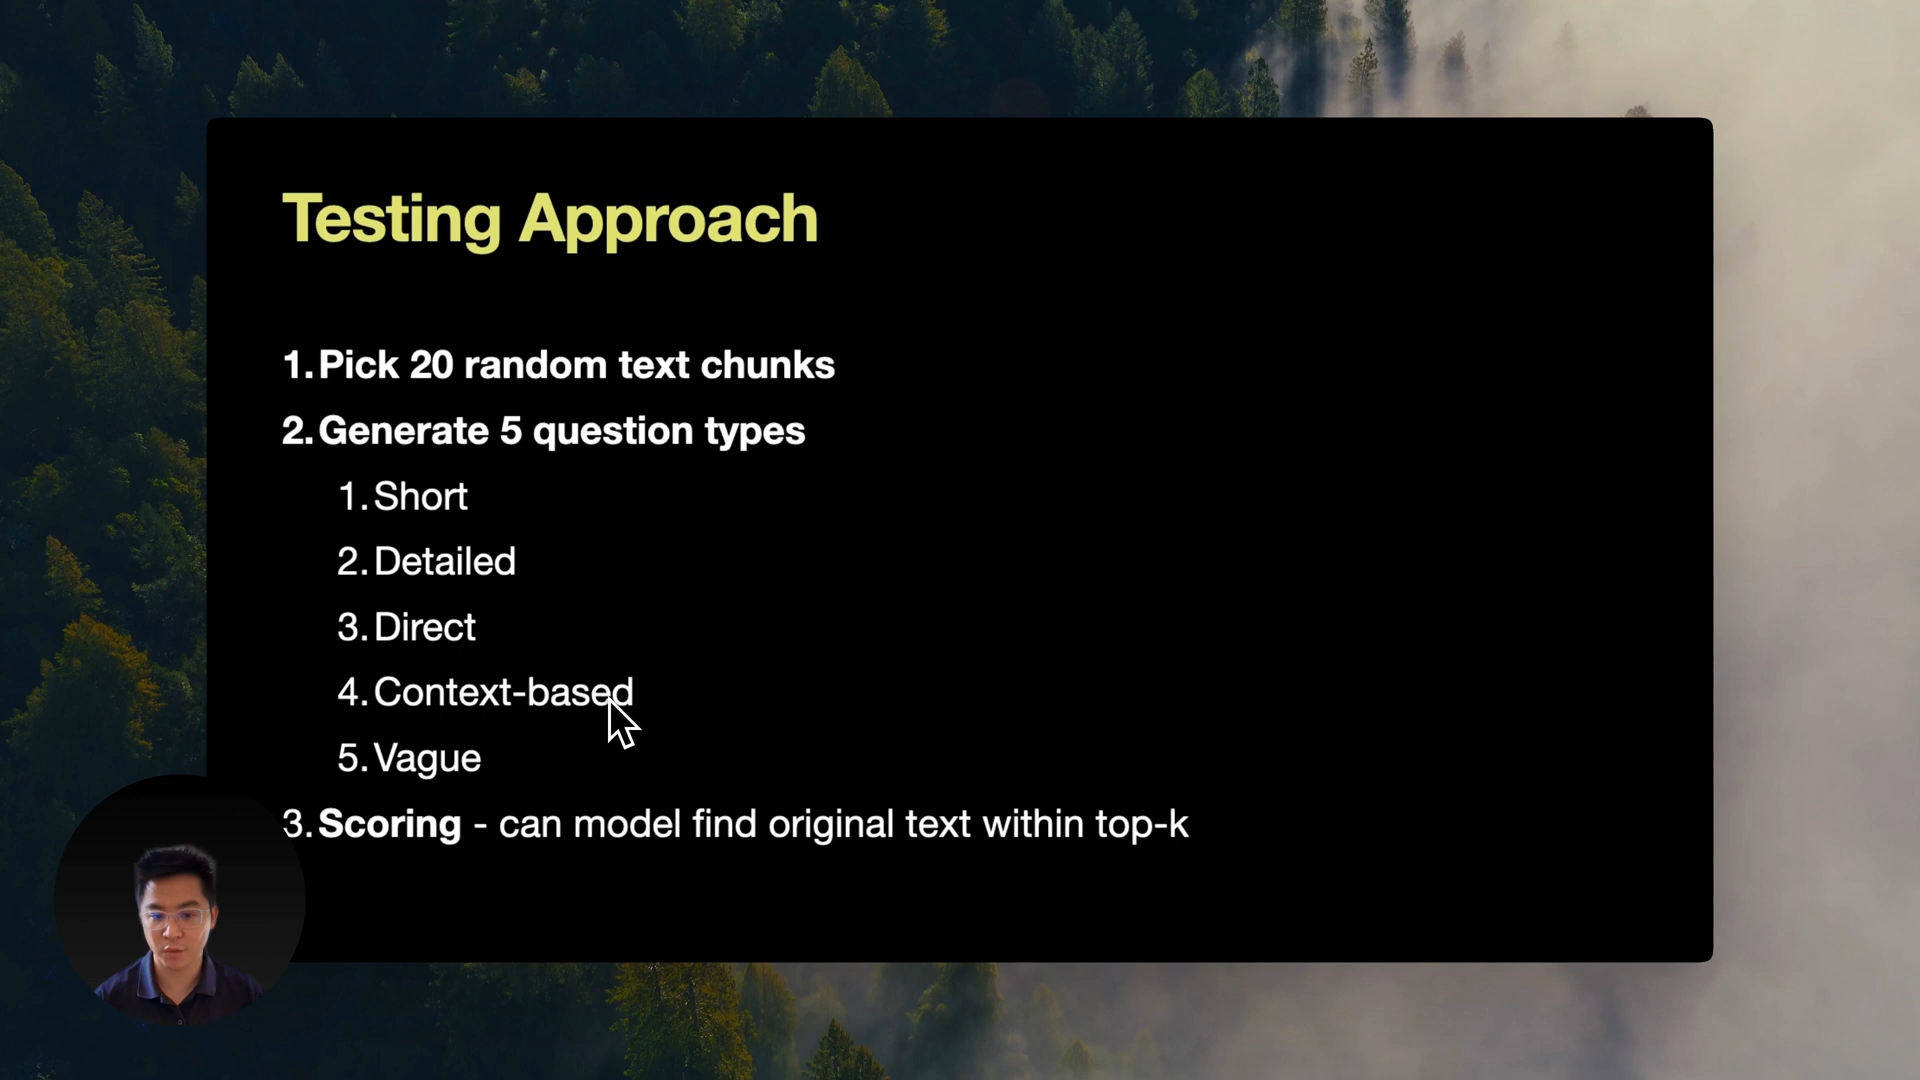 Testing Approach
1. Pick 20 random text chunks
2. Generate 5 question types
1. Short
2. Detailed
3. Direct
4. Context-based
5. Vague
3. Scoring - can model find original text within top-k